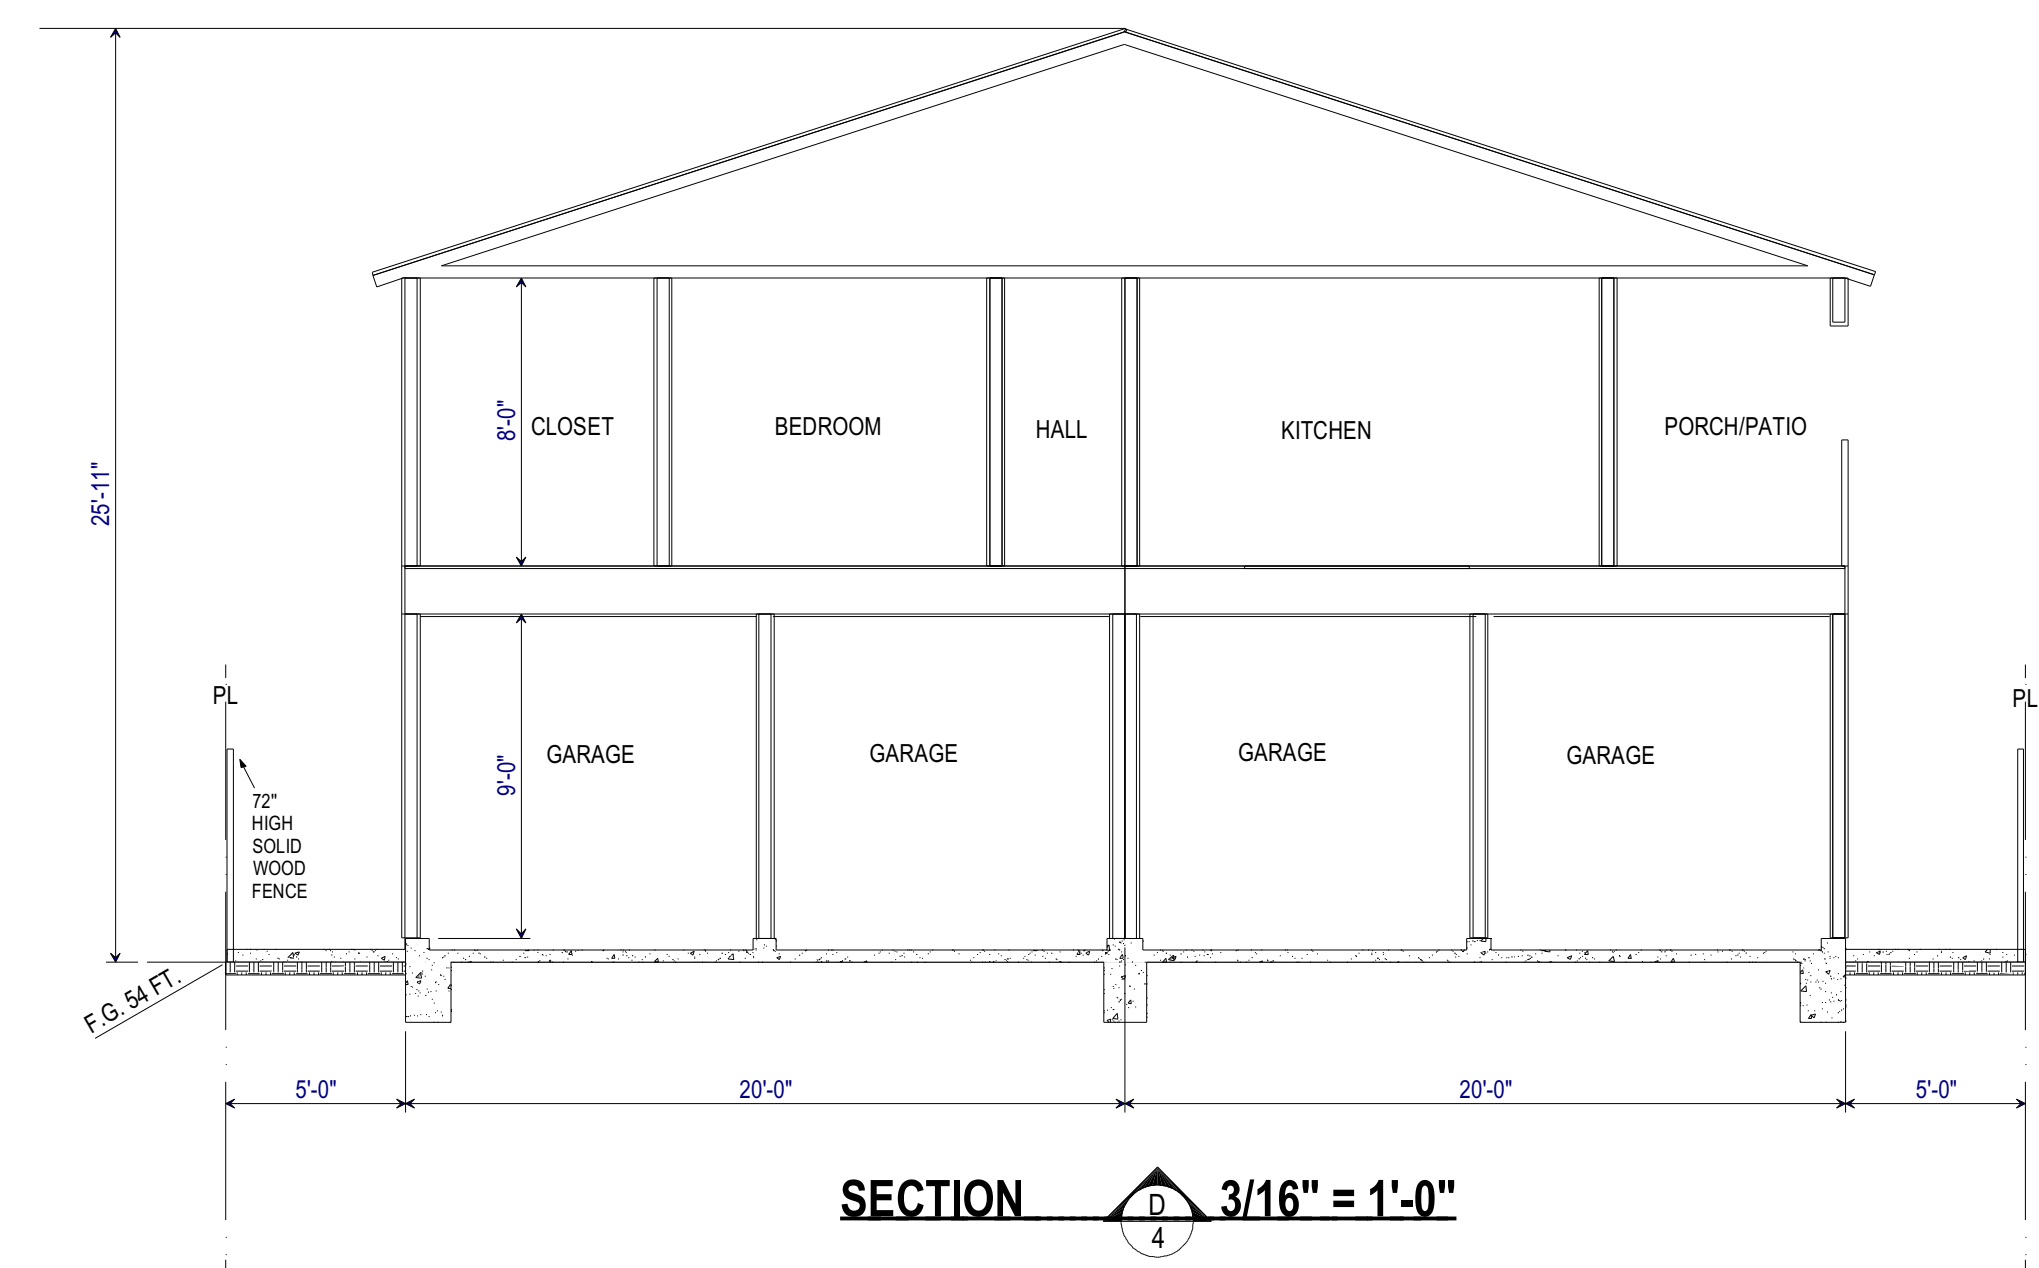 25'-11"
8'-0"
CLOSET
BEDROOM
HALL
KITCHEN
PORCH/PATIO
PL
PL
9'-0"
GARAGE
GARAGE
GARAGE
GARAGE
72"
HIGH
SOLID
WOOD
FENCE
F.G. 54 FT.
5'-0"
20'-0"
20'-0"
5'-0"
SECTION
D
4
3/16" = 1'-0"